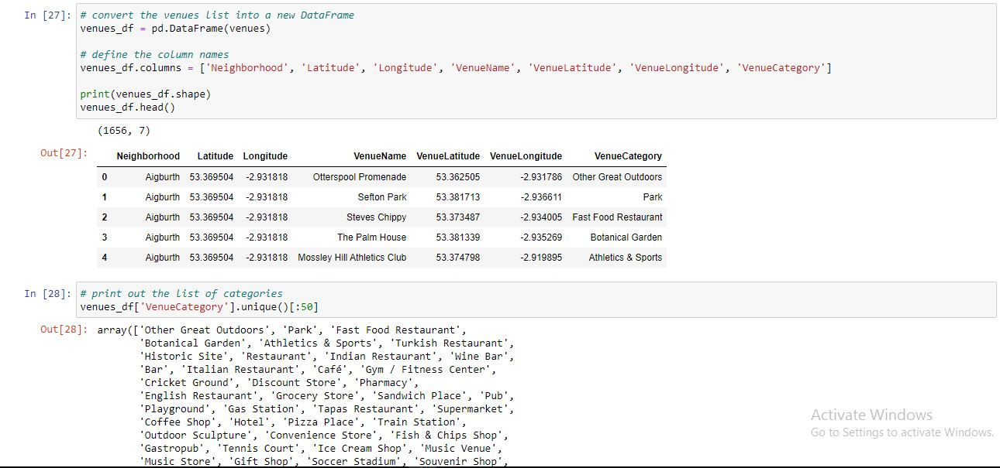 In [27]: # convert the venues list into a new DataFrame
venues_df = pd.DataFrame(venues)
# define the column names
venues_df.columns = ['Neighborhood', 'Latitude', 'Longitude', 'VenueName', 'VenueLatitude', 'VenueLongitude', 'VenueCategory']
print(venues_df.shape)
venues_df.head()
(1656, 7)
Out[27]:
Neighborhood Latitude Longitude VenueName VenueLatitude VenueLongitude VenueCategory
0 Aigburth 53.369504 -2.931818 Otterspool Promenade 53.362505 -2.931786 Other Great Outdoors
1 Aigburth 53.369504 -2.931818 Sefton Park 53.381713 -2.936611 Park
2 Aigburth 53.369504 -2.931818 Steves Chippy 53.373487 -2.934005 Fast Food Restaurant
3 Aigburth 53.369504 -2.931818 The Palm House 53.381339 -2.935269 Botanical Garden
4 Aigburth 53.369504 -2.931818 Mossley Hill Athletics Club 53.374798 -2.919895 Athletics & Sports
In [28]: # print out the list of categories
venues_df['VenueCategory'].unique()[:50]
Out[28]: array(['Other Great Outdoors', 'Park', 'Fast Food Restaurant',
'Botanical Garden', 'Athletics & Sports', 'Turkish Restaurant',
'Historic Site', 'Restaurant', 'Indian Restaurant', 'Wine Bar',
'Bar', 'Italian Restaurant', 'Café', 'Gym / Fitness Center',
'Cricket Ground', 'Discount Store', 'Pharmacy',
'English Restaurant', 'Grocery Store', 'Sandwich Place', 'Pub',
'Playground', 'Gas Station', 'Tapas Restaurant', 'Supermarket',
'Coffee Shop', 'Hotel', 'Pizza Place', 'Train Station',
'Outdoor Sculpture', 'Convenience Store', 'Fish & Chips Shop',
'Gastropub', 'Tennis Court', 'Ice Cream Shop', 'Music Venue',
'Music Store', 'Gift Shop', 'Soccer Stadium', 'Souvenir Shop',
Activate Windows
Go to Settings to activate Windows.